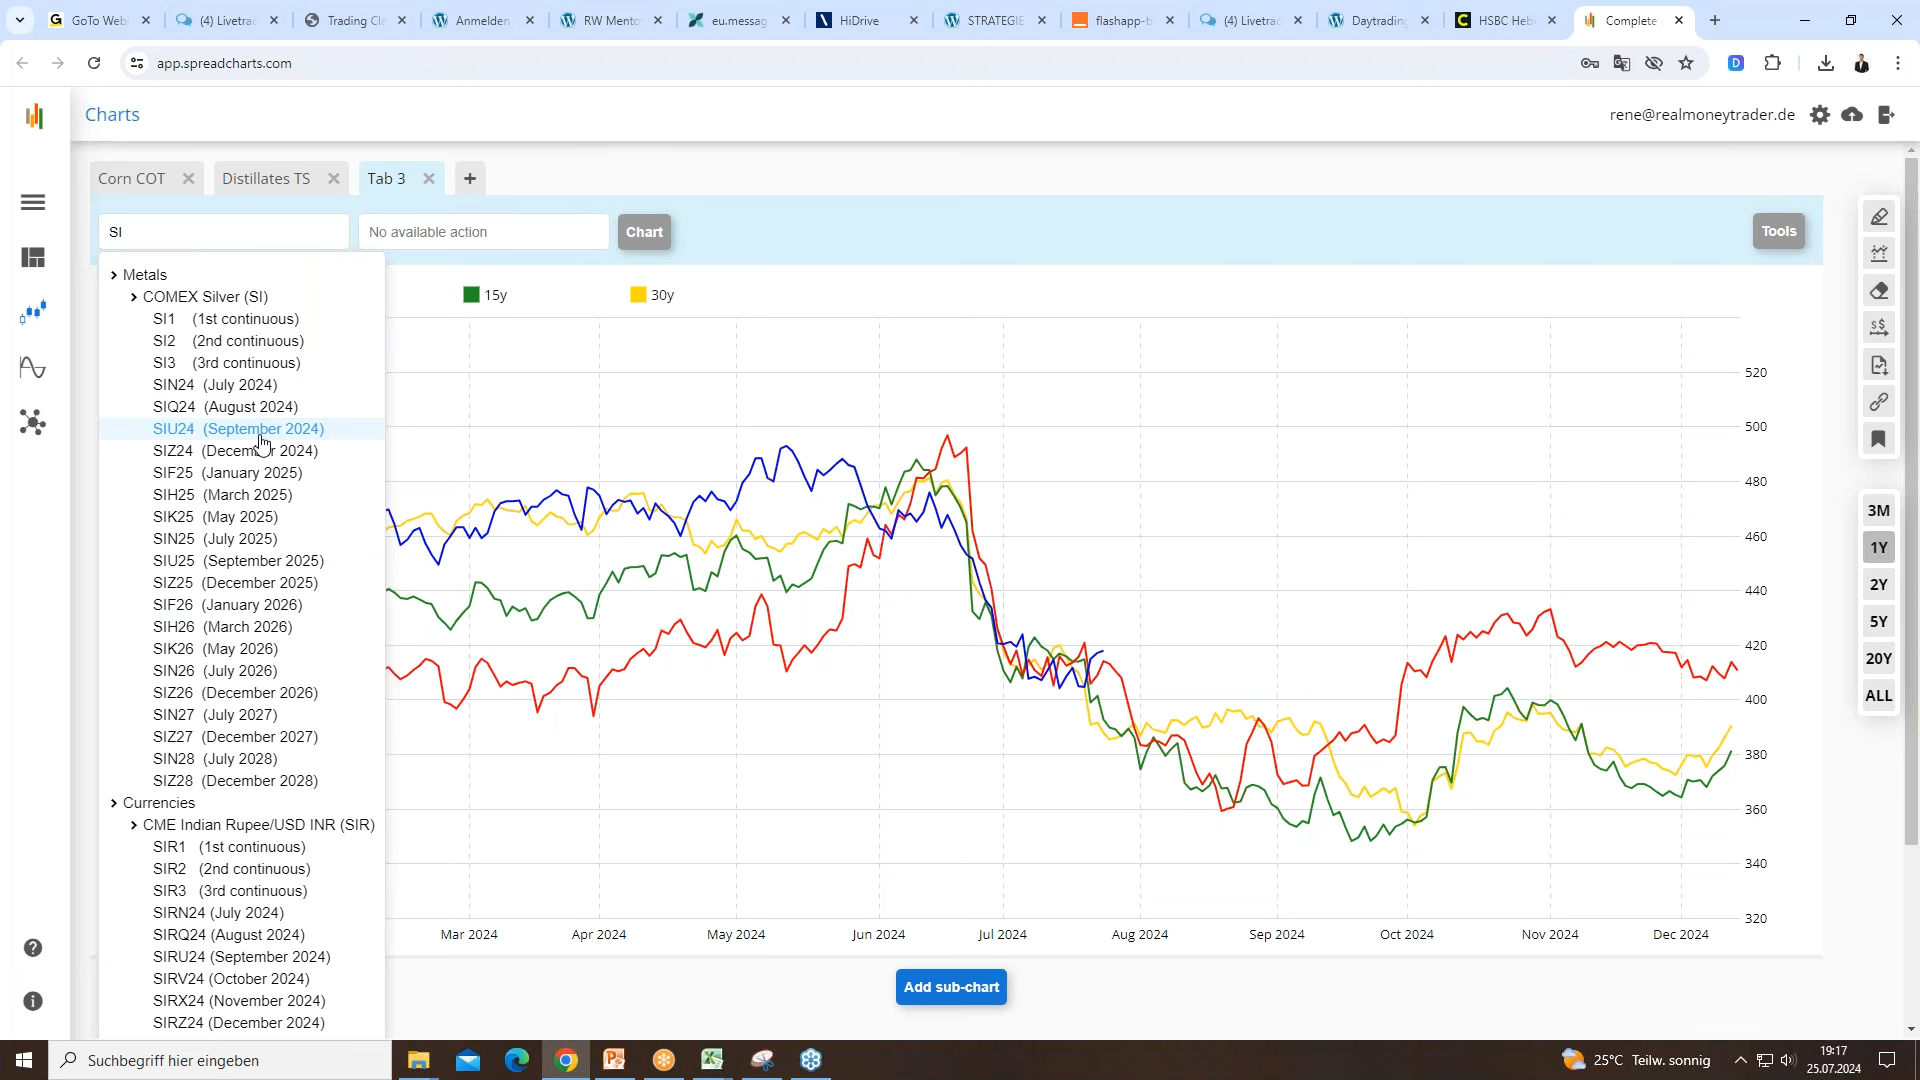 GoTo Webi
(4) Livetrad
Trading Cl
Anmelden
RW Mento
eu.messag
HiDrive
STRATEGIE
flashapp-t
(4) Livetrad
Daytrading
HSBC Heb
Complete
app.spreadcharts.com
Charts
rene@realmoneytrader.de
Corn COT
Distillates TS
Tab 3
+
SI
No available action
Chart
Tools
15y
30y
Metals
COMEX Silver (SI)
SI1 (1st continuous)
SI2 (2nd continuous)
SI3 (3rd continuous)
SIN24 (July 2024)
SIQ24 (August 2024)
SIU24 (September 2024)
SIZ24 (December 2024)
SIF25 (January 2025)
SIH25 (March 2025)
SIK25 (May 2025)
SIN25 (July 2025)
SIU25 (September 2025)
SIZ25 (December 2025)
SIF26 (January 2026)
SIH26 (March 2026)
SIK26 (May 2026)
SIN26 (July 2026)
SIZ26 (December 2026)
SIN27 (July 2027)
SIZ27 (December 2027)
SIN28 (July 2028)
SIZ28 (December 2028)
Currencies
CME Indian Rupee/USD INR (SIR)
SIR1 (1st continuous)
SIR2 (2nd continuous)
SIR3 (3rd continuous)
SIRN24 (July 2024)
SIRQ24 (August 2024)
SIRU24 (September 2024)
SIRV24 (October 2024)
SIRX24 (November 2024)
SIRZ24 (December 2024)
520
500
480
460
440
420
400
380
360
340
320
Mar 2024
Apr 2024
May 2024
Jun 2024
Jul 2024
Aug 2024
Sep 2024
Oct 2024
Nov 2024
Dec 2024
3M
1Y
2Y
5Y
20Y
ALL
Add sub-chart
Suchbegriff hier eingeben
25°C Teilw. sonnig
19:17
25.07.2024